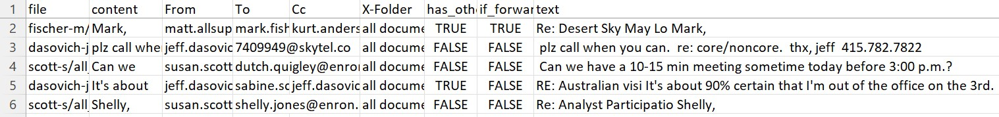 1 file content From To Cc X-Folder has_othe if_forwar text
2 fischer-m/ Mark, matt.allsup mark.fish kurt.anders all docume TRUE TRUE Re: Desert Sky May Lo Mark,
3 dasovich-j plz call whe jeff.dasovic 7409949@skytel.co all docume FALSE FALSE plz call when you can. re: core/noncore. thx, jeff 415.782.7822
4 scott-s/all_ Can we susan.scott dutch.quigley@enror all docume FALSE FALSE Can we have a 10-15 min meeting sometime today before 3:00 p.m.?
5 dasovich-j It's about jeff.dasovic sabine.sc jeff.dasovic all docume TRUE FALSE RE: Australian visi It's about 90% certain that I'm out of the office on the 3rd.
6 scott-s/all_ Shelly, susan.scott shelly.jones@enron. all docume FALSE FALSE Re: Analyst Participatio Shelly,